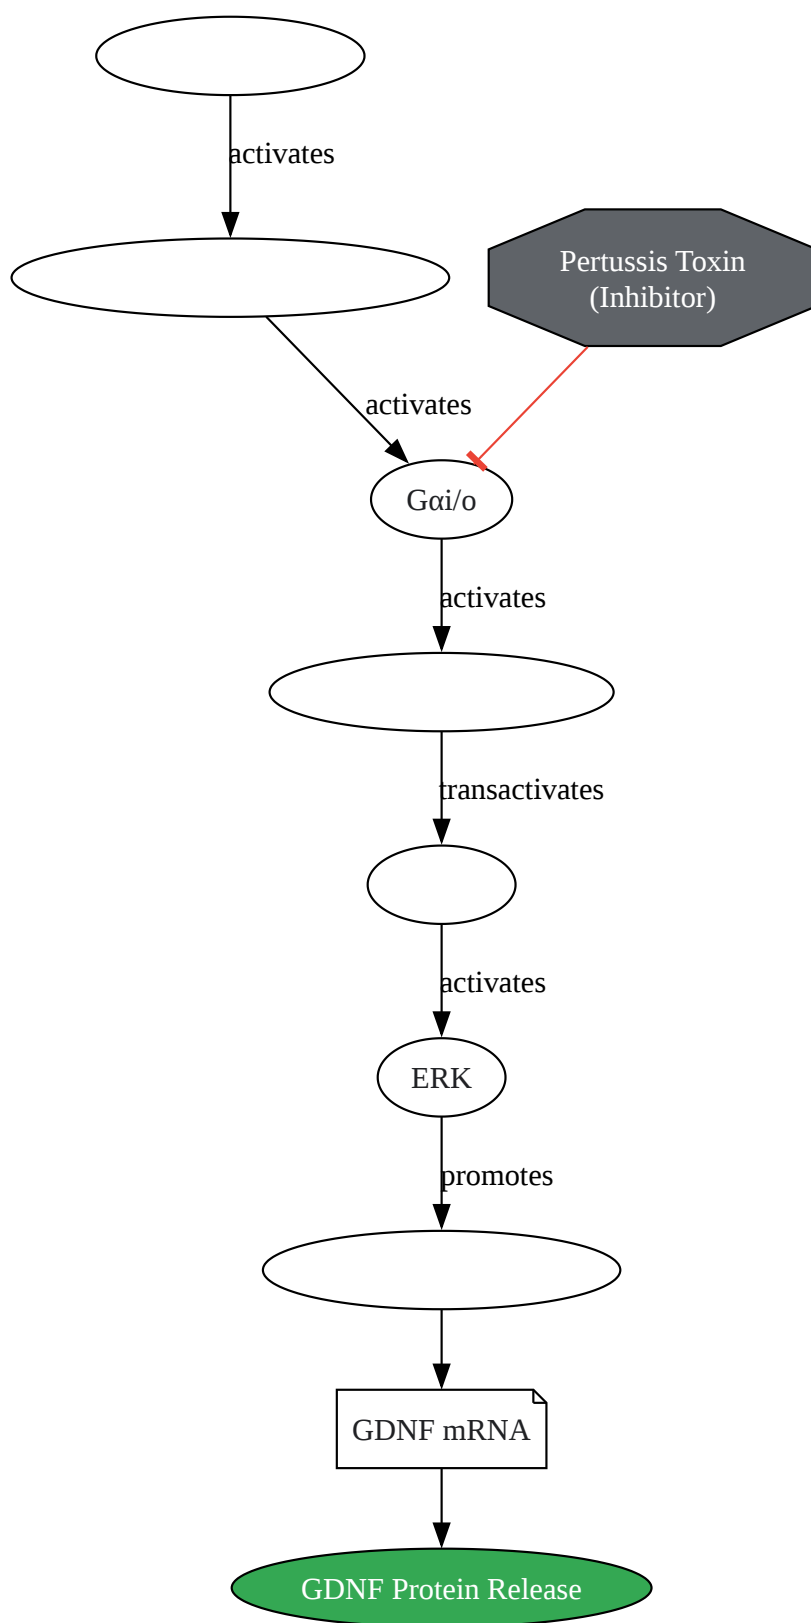 activates
Pertussis Toxin
(Inhibitor)
activates
Gαi/o
activates
transactivates
activates
ERK
promotes
GDNF mRNA
GDNF Protein Release